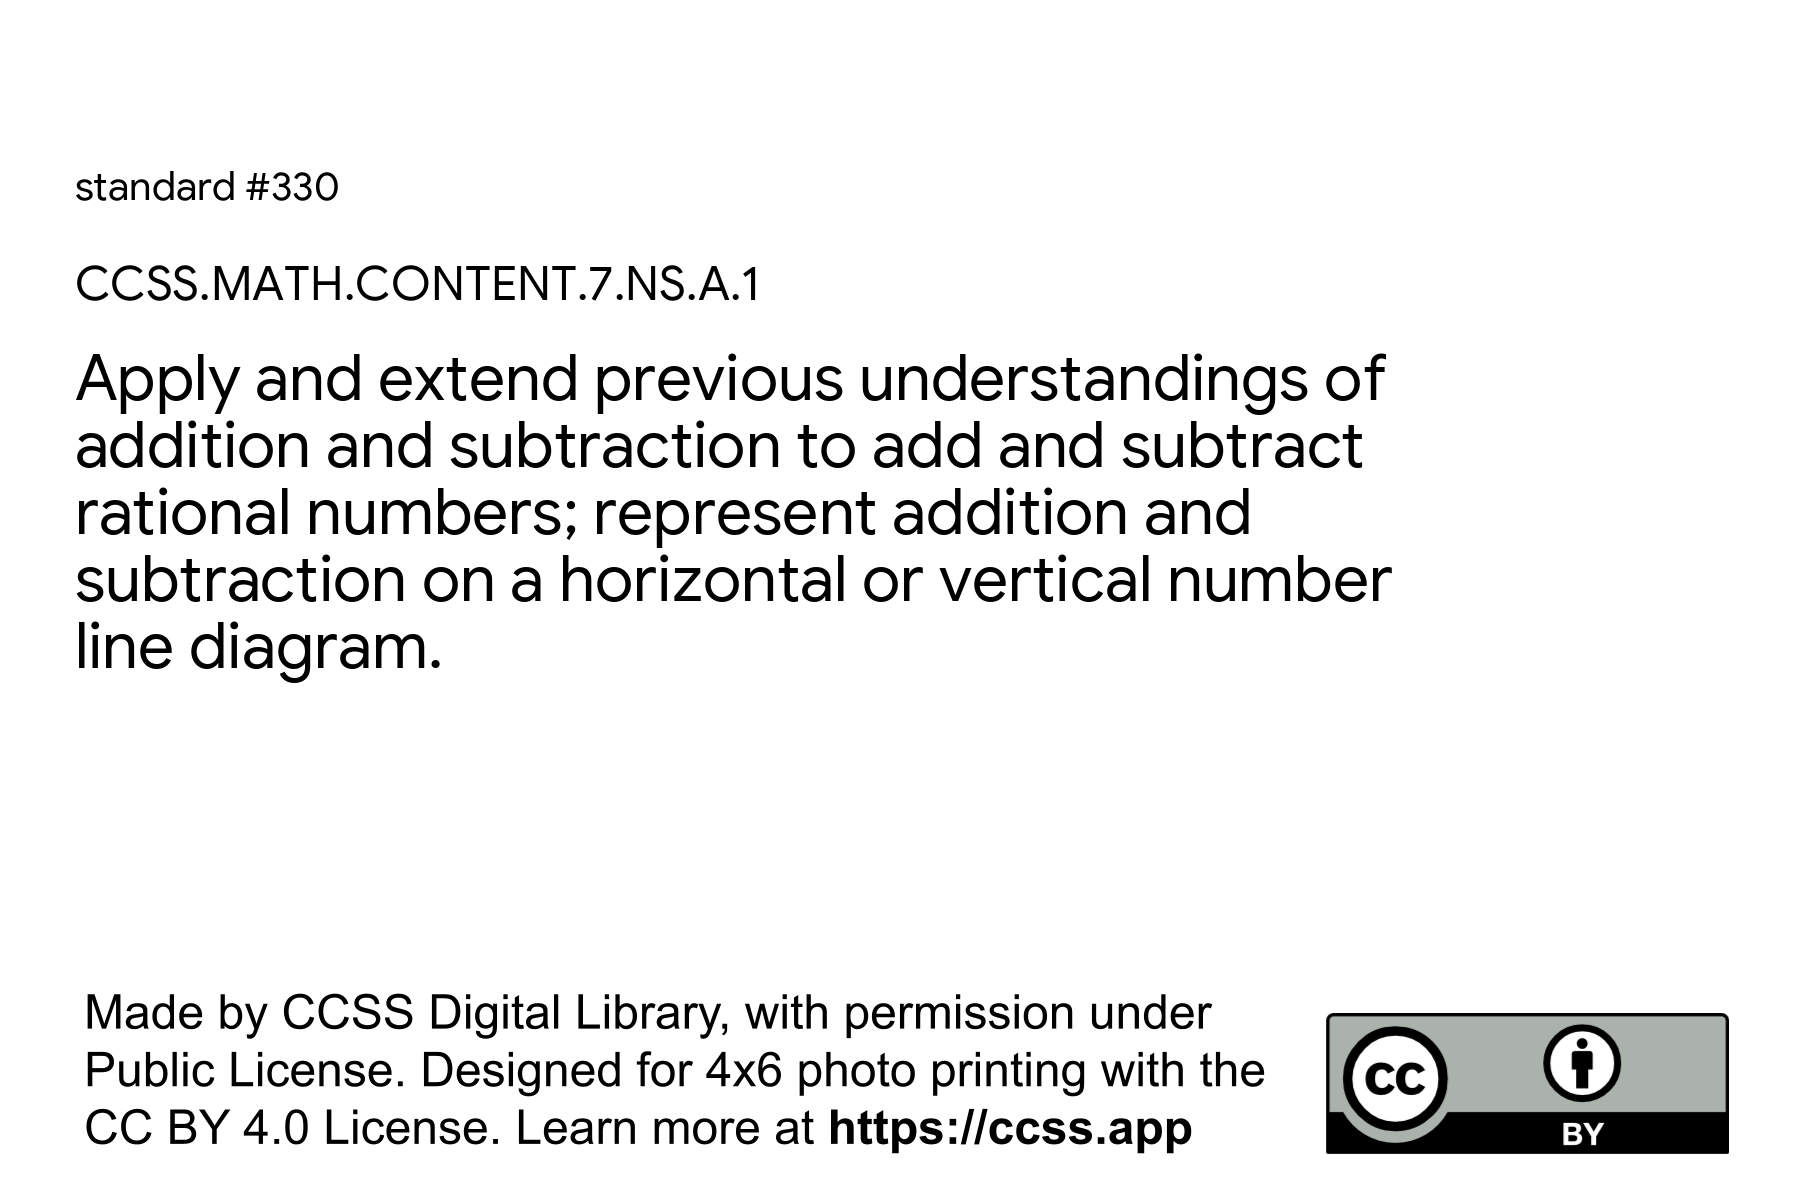 standard #330
CCSS.MATH.CONTENT.7.NS.A.1
Apply and extend previous understandings of
addition and subtraction to add and subtract
rational numbers; represent addition and
subtraction on a horizontal or vertical number
line diagram.
Made by CCSS Digital Library, with permission under
Public License. Designed for 4x6 photo printing with the
CC BY 4.0 License. Learn more at https://ccss.app
CC
BY